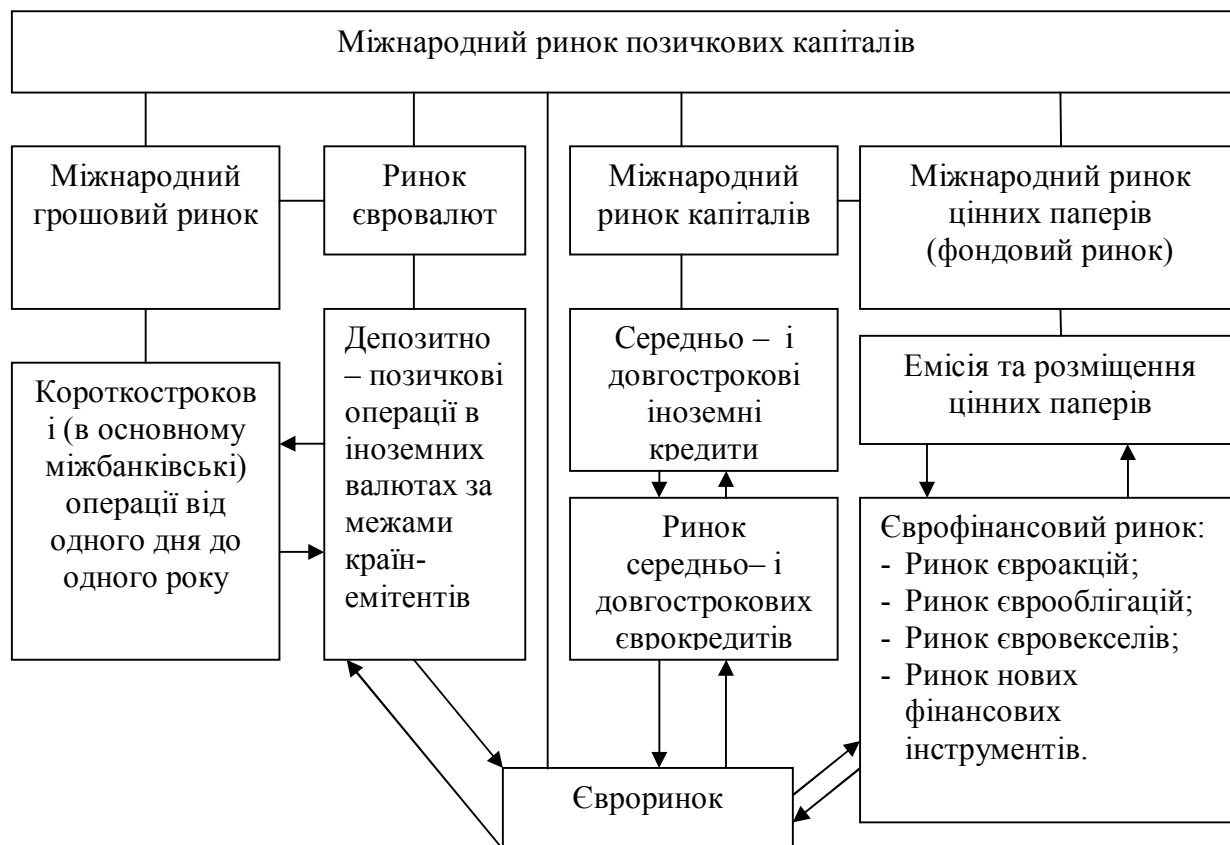 Міжнародний ринок позичкових капіталів
Міжнародний
грошовий ринок
Ринок
євровалют
Міжнародний
ринок капіталів
Міжнародний ринок
цінних паперів
(фондовий ринок)
Короткостроков
і (в основному
міжбанківські)
операції від
одного дня до
одного року
Депозитно
– позичкові
операції в
іноземних
валютах за
межами
країн-
емітентів
Середньо – і
довгострокові
іноземні
кредити
Емісія та розміщення
цінних паперів
Ринок
середньо– і
довгострокових
єврокредитів
Єврофінансовий ринок:
- Ринок євроакцій;
- Ринок єврооблігацій;
- Ринок євровекселів;
- Ринок нових
фінансових
інструментів.
Євроринок